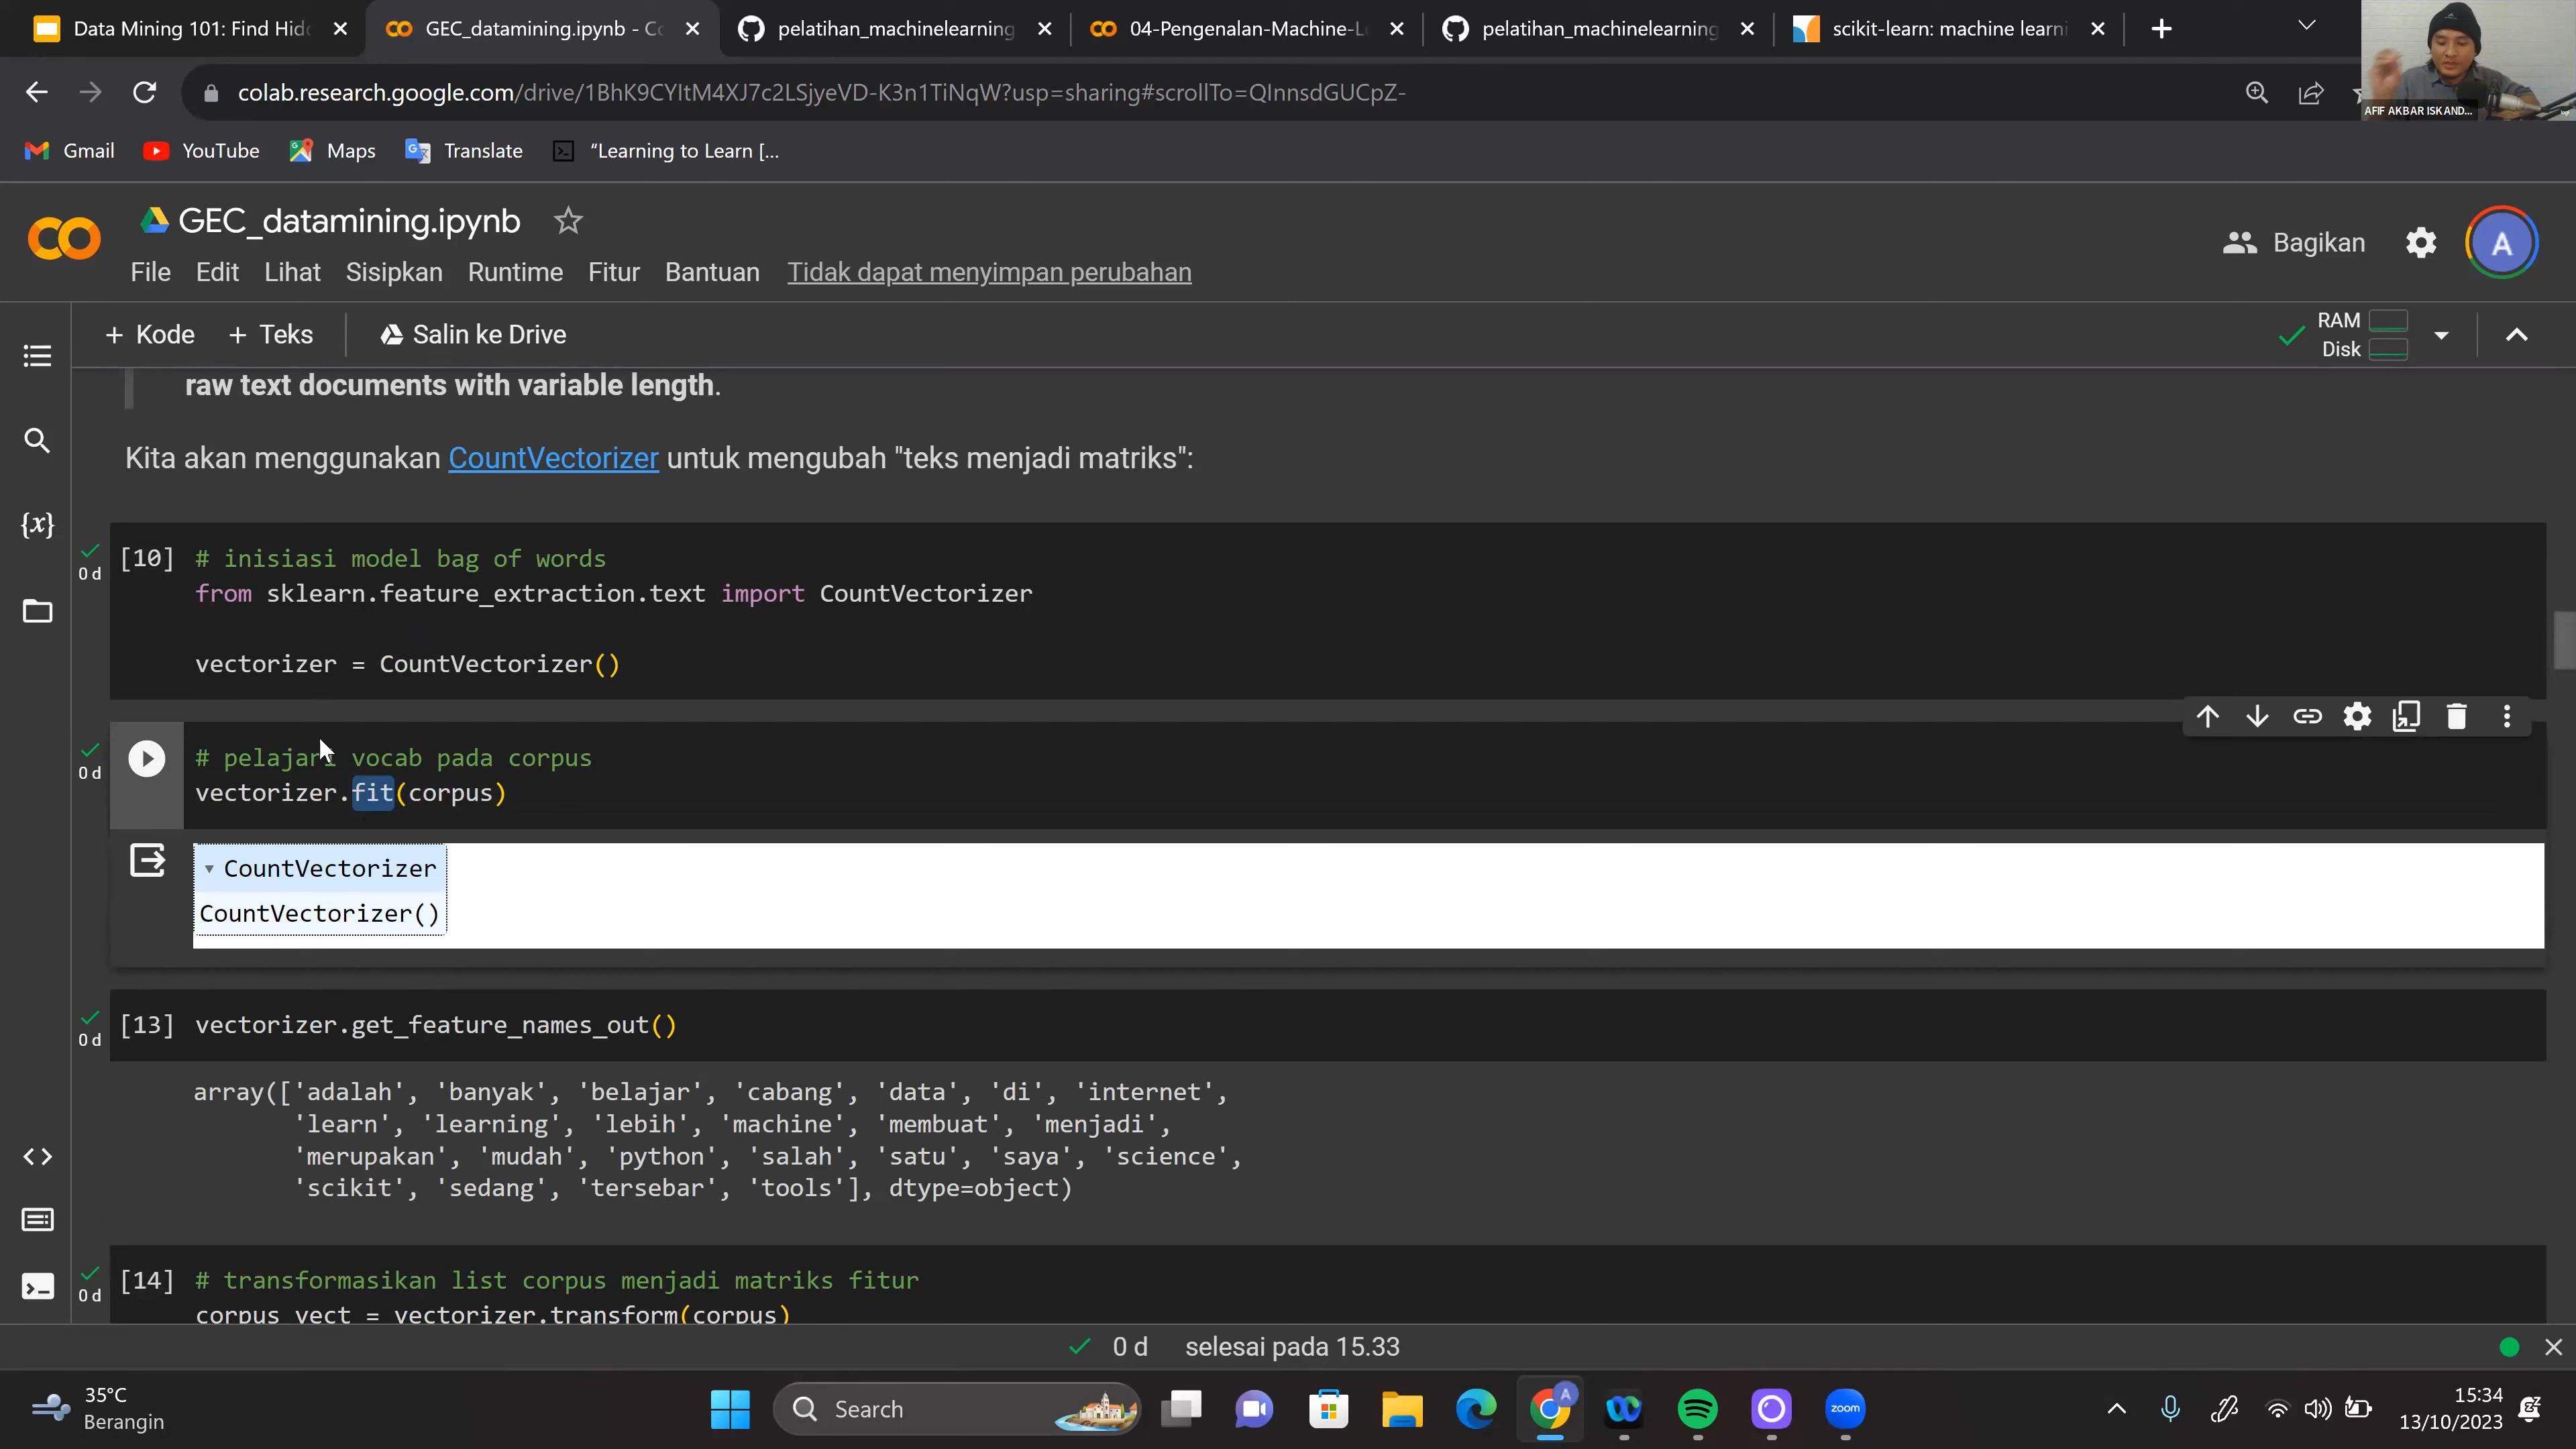 Data Mining 101: Find Hid
GEC_datamining.ipynb - Co
pelatihan_machinelearning
04-Pengenalan-Machine-L
pelatihan_machinelearning
scikit-learn: machine learni
colab.research.google.com/drive/1BhK9CYItM4XJ7c2LSjyeVD-K3n1TiNqW?usp=sharing#scrollTo=QInnsdGUCpZ-
AFIF AKBAR ISKAND...
Gmail
YouTube
Maps
Translate
“Learning to Learn [...
GEC_datamining.ipynb
Bagikan
A
File Edit Lihat Sisipkan Runtime Fitur Bantuan Tidak dapat menyimpan perubahan
+ Kode + Teks Salin ke Drive
RAM
Disk
raw text documents with variable length.
Kita akan menggunakan CountVectorizer untuk mengubah "teks menjadi matriks":
{x}
0 d
[10] # inisiasi model bag of words
from sklearn.feature_extraction.text import CountVectorizer
vectorizer = CountVectorizer()
0 d
# pelajari vocab pada corpus
vectorizer.fit(corpus)
CountVectorizer
CountVectorizer()
0 d
[13] vectorizer.get_feature_names_out()
array(['adalah', 'banyak', 'belajar', 'cabang', 'data', 'di', 'internet',
'learn', 'learning', 'lebih', 'machine', 'membuat', 'menjadi',
'merupakan', 'mudah', 'python', 'salah', 'satu', 'saya', 'science',
'scikit', 'sedang', 'tersebar', 'tools'], dtype=object)
0 d
[14] # transformasikan list corpus menjadi matriks fitur
corpus_vect = vectorizer.transform(corpus)
0 d selesai pada 15.33
35°C
Berangin
Search
A
zoom
15:34
13/10/2023